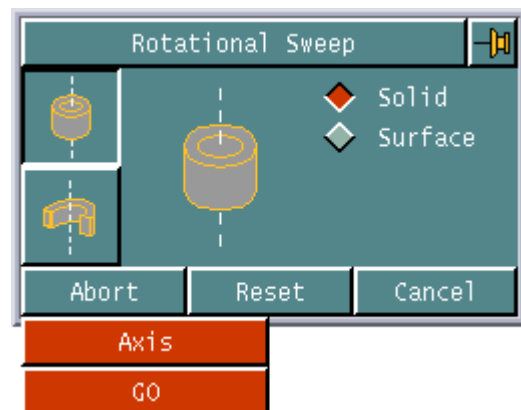 Rotational Sweep
Solid
Surface
Abort Reset Cancel
Axis
GO